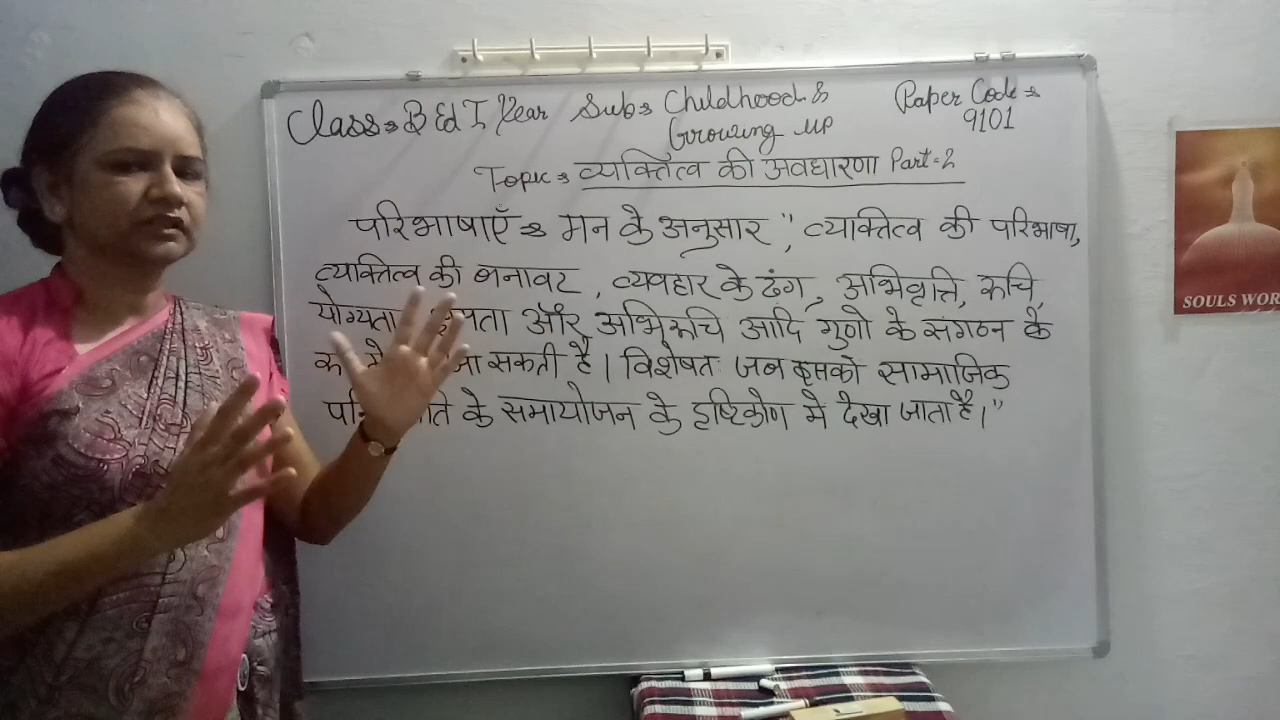 Class→ B Ed I Year Sub→ Childhood & Growing up Paper Code→ 9101
Topic→ व्यक्तित्व की अवधारणा Part-2
परिभाषाएँ → मन के अनुसार ", व्यक्तित्व की परिभाषा,
व्यक्तित्व की बनावट, व्यवहार के ढंग, अभिवृत्ति, रूचि,
योग्यता और अभिरूचि आदि गुणो के संगठन के
जा सकती है। विशेषत जब इसको सामाजिक
के समायोजन के दृष्टिकोण मे देखा जाता है।"
SOULS WOR